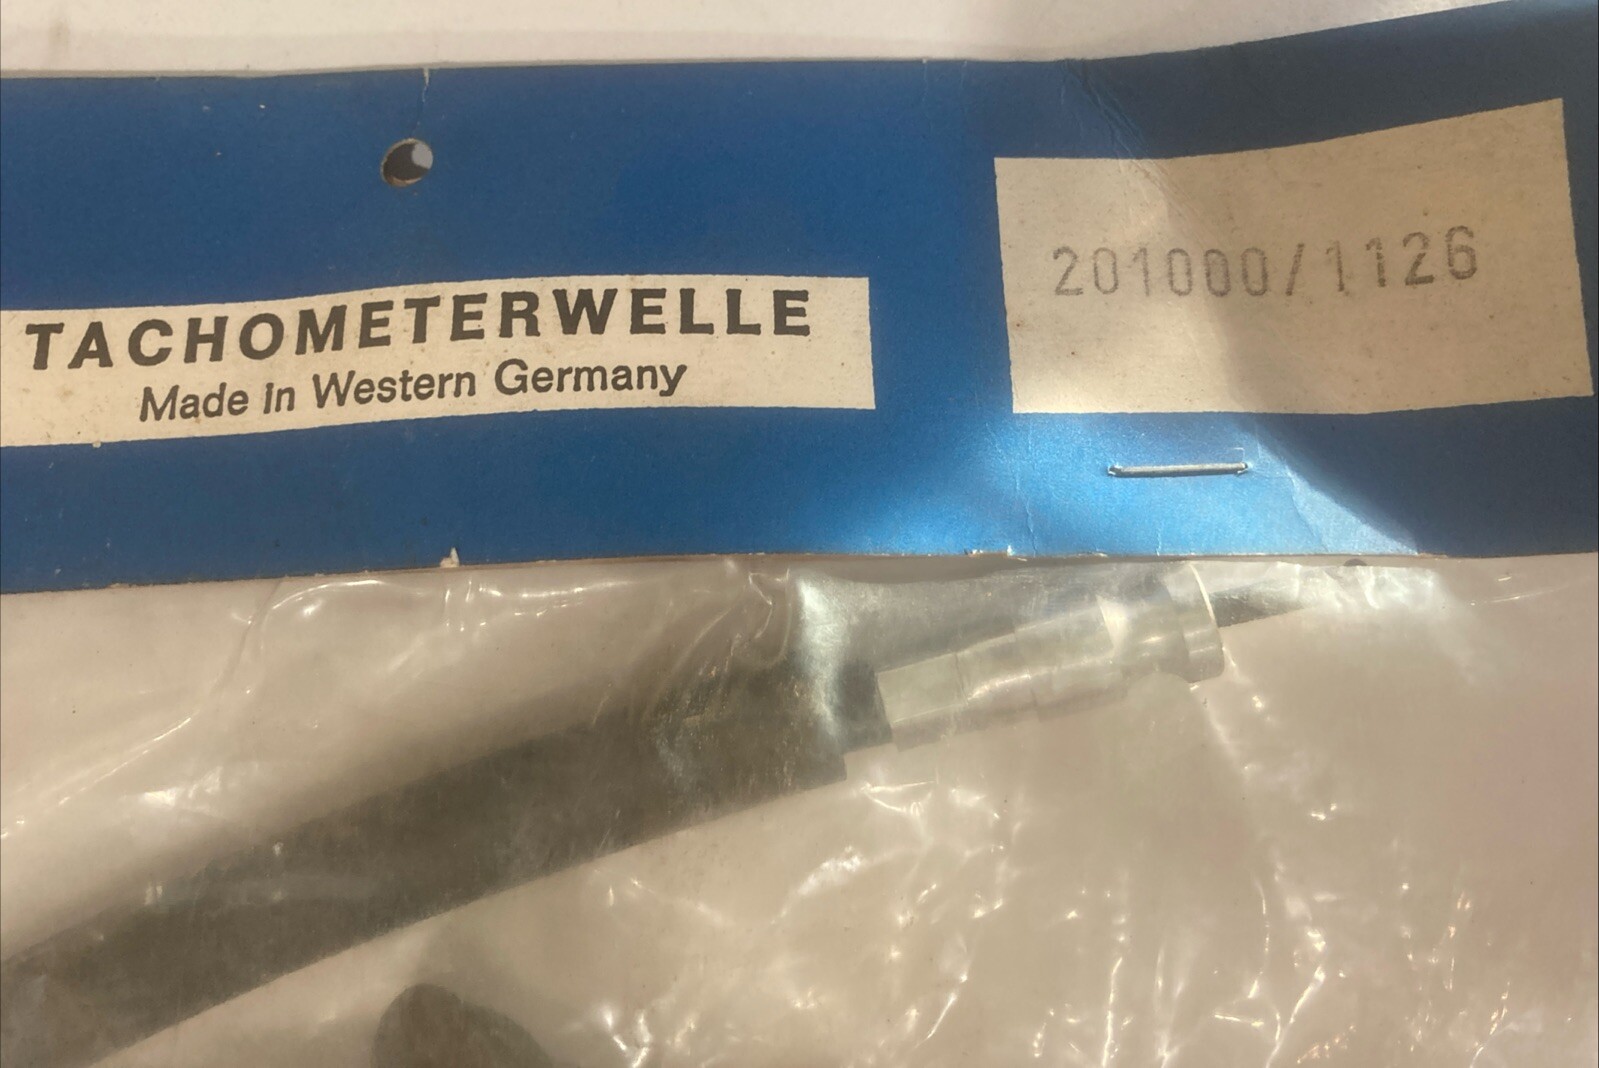 TACHOMETERWELLE
Made in Western Germany
201000/1126